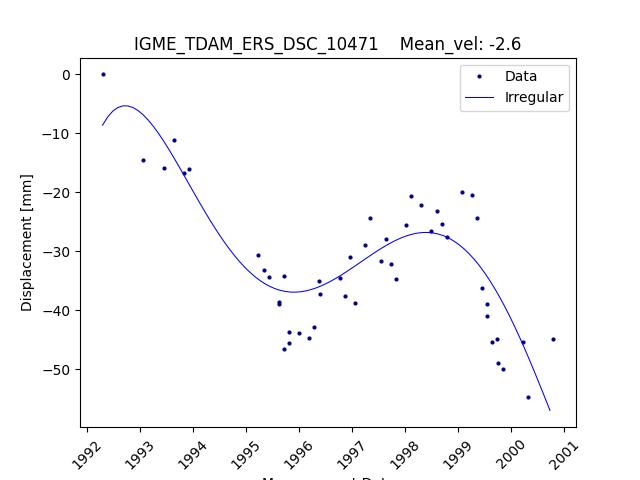 IGME_TDAM_ERS_DSC_10471 Mean_vel: -2.6
Data
Irregular
Displacement [mm]
0
−10
−20
−30
−40
−50
1992 1993 1994 1995 1996 1997 1998 1999 2000 2001